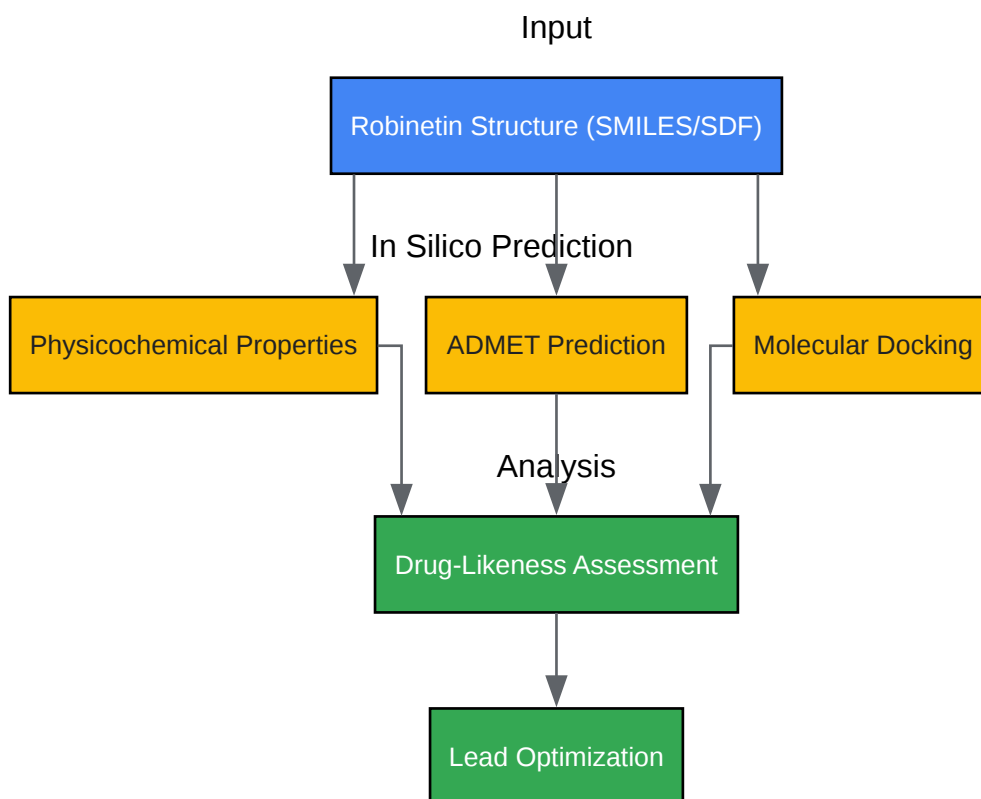 Input
Robinetin Structure (SMILES/SDF)
In Silico Prediction
Physicochemical Properties
ADMET Prediction
Molecular Docking
Analysis
Drug-Likeness Assessment
Lead Optimization